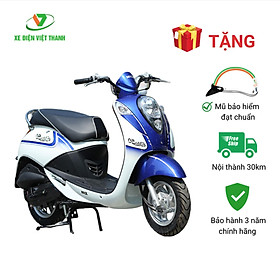 XE ĐIỆN VIỆT THANH
TẶNG
Mũ bảo hiểm
đạt chuẩn
Free
Ship
Nội thành 30km
Bảo hành 3 năm
chính hãng